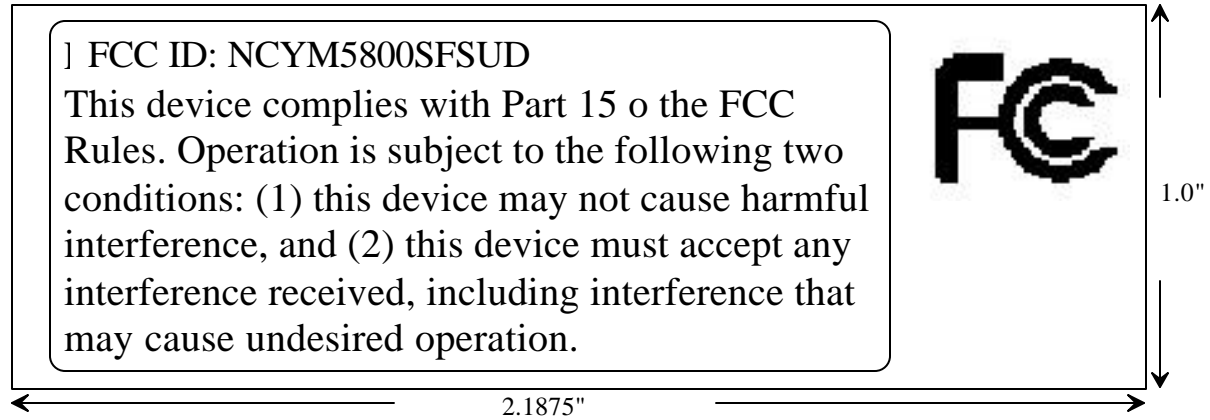 ] FCC ID: NCYM5800SFSUD
This device complies with Part 15 o the FCC
Rules. Operation is subject to the following two
conditions: (1) this device may not cause harmful
interference, and (2) this device must accept any
interference received, including interference that
may cause undesired operation.
FCC
1.0"
2.1875"